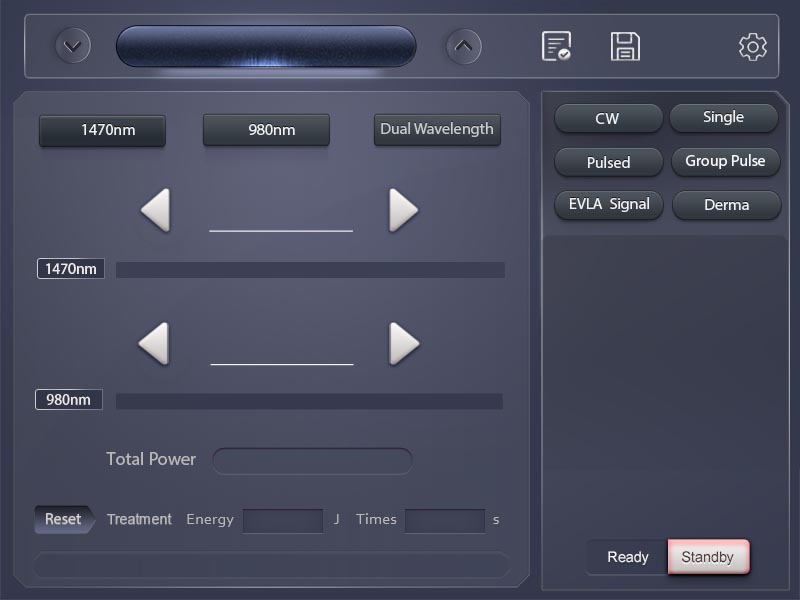 1470nm 980nm Dual Wavelength
1470nm
980nm
Total Power
Reset Treatment Energy J Times s
CW Single
Pulsed Group Pulse
EVLA Signal Derma
Ready Standby